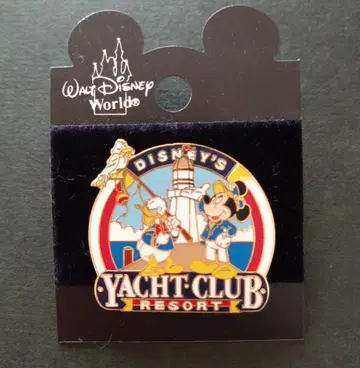 Walt Disney
World®
DISNEY'S
YACHT·CLUB
RESORT